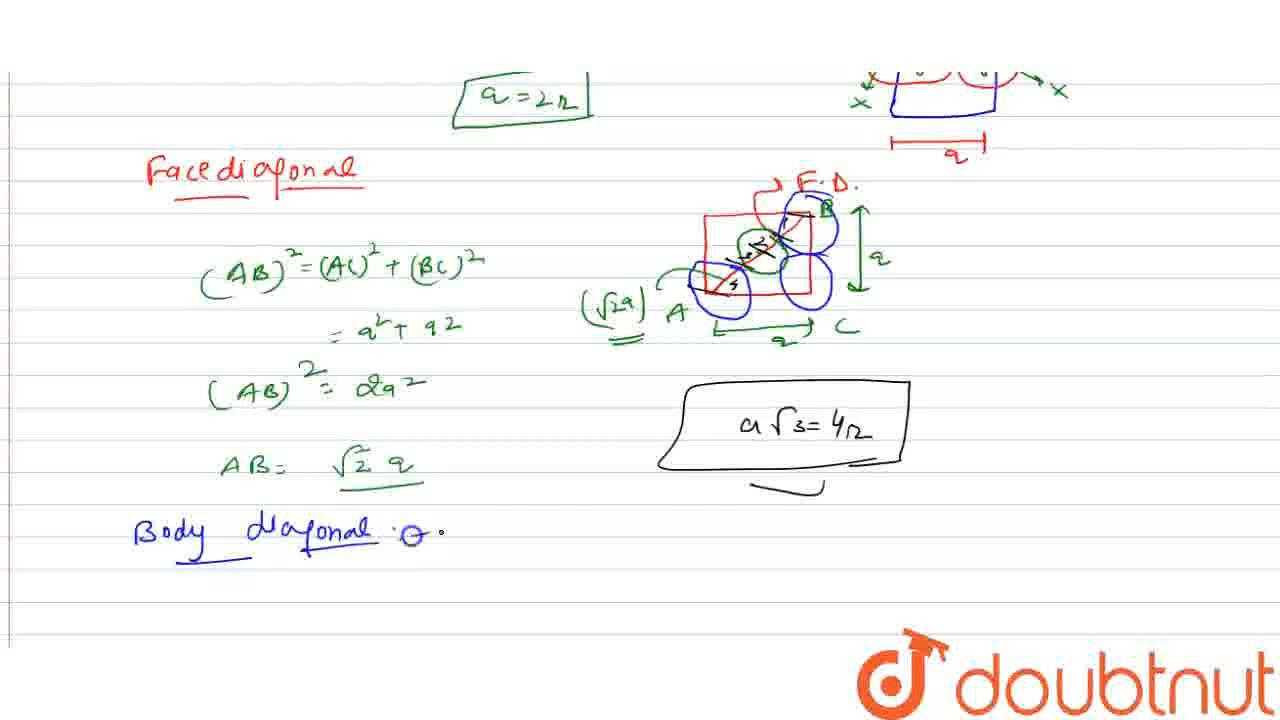 a = 2r
x
x
a
Face diagonal
F.D.
B
(AB)² = (AC)² + (BC)²
a
(√2a)
A
C
a
= a² + a2
(AB)² = 2a²
a√3 = 4r
AB = √2 a
Body diagonal
doubtnut